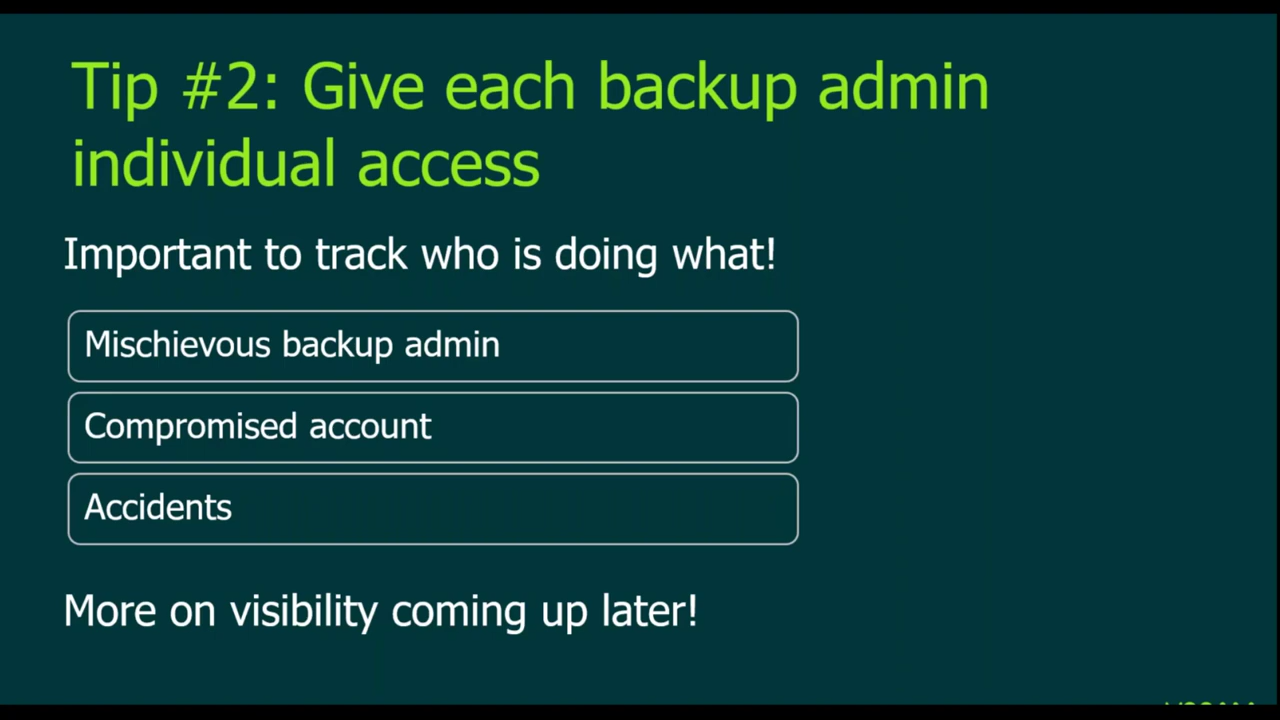 Tip #2: Give each backup admin
individual access
Important to track who is doing what!
Mischievous backup admin
Compromised account
Accidents
More on visibility coming up later!